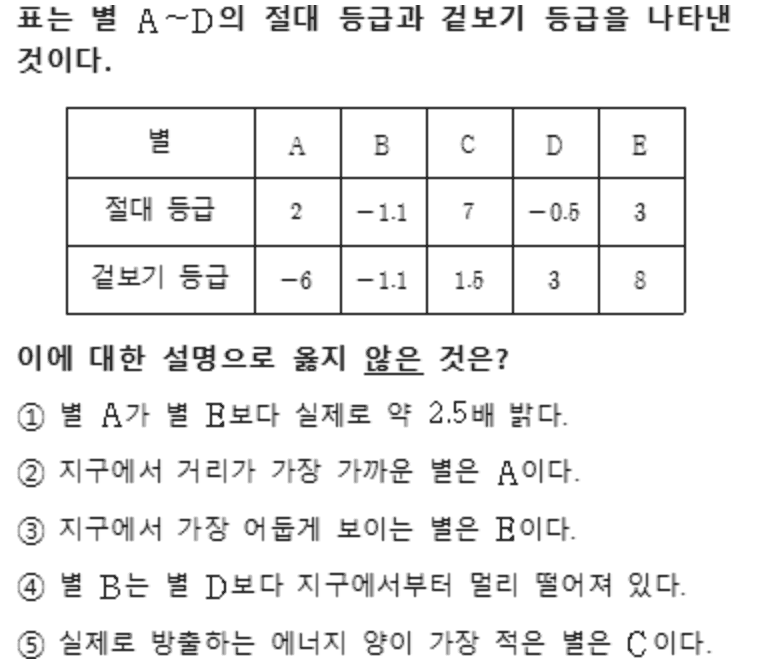 표는 별 A~D의 절대 등급과 겉보기 등급을 나타낸
것이다.
별 A B C D E
절대 등급 2 −1.1 7 −0.5 3
겉보기 등급 −6 −1.1 1.5 3 8
이에 대한 설명으로 옳지 않은 것은?
① 별 A가 별 E보다 실제로 약 2.5배 밝다.
② 지구에서 거리가 가장 가까운 별은 A이다.
③ 지구에서 가장 어둡게 보이는 별은 E이다.
④ 별 B는 별 D보다 지구에서부터 멀리 떨어져 있다.
⑤ 실제로 방출하는 에너지 양이 가장 적은 별은 C이다.